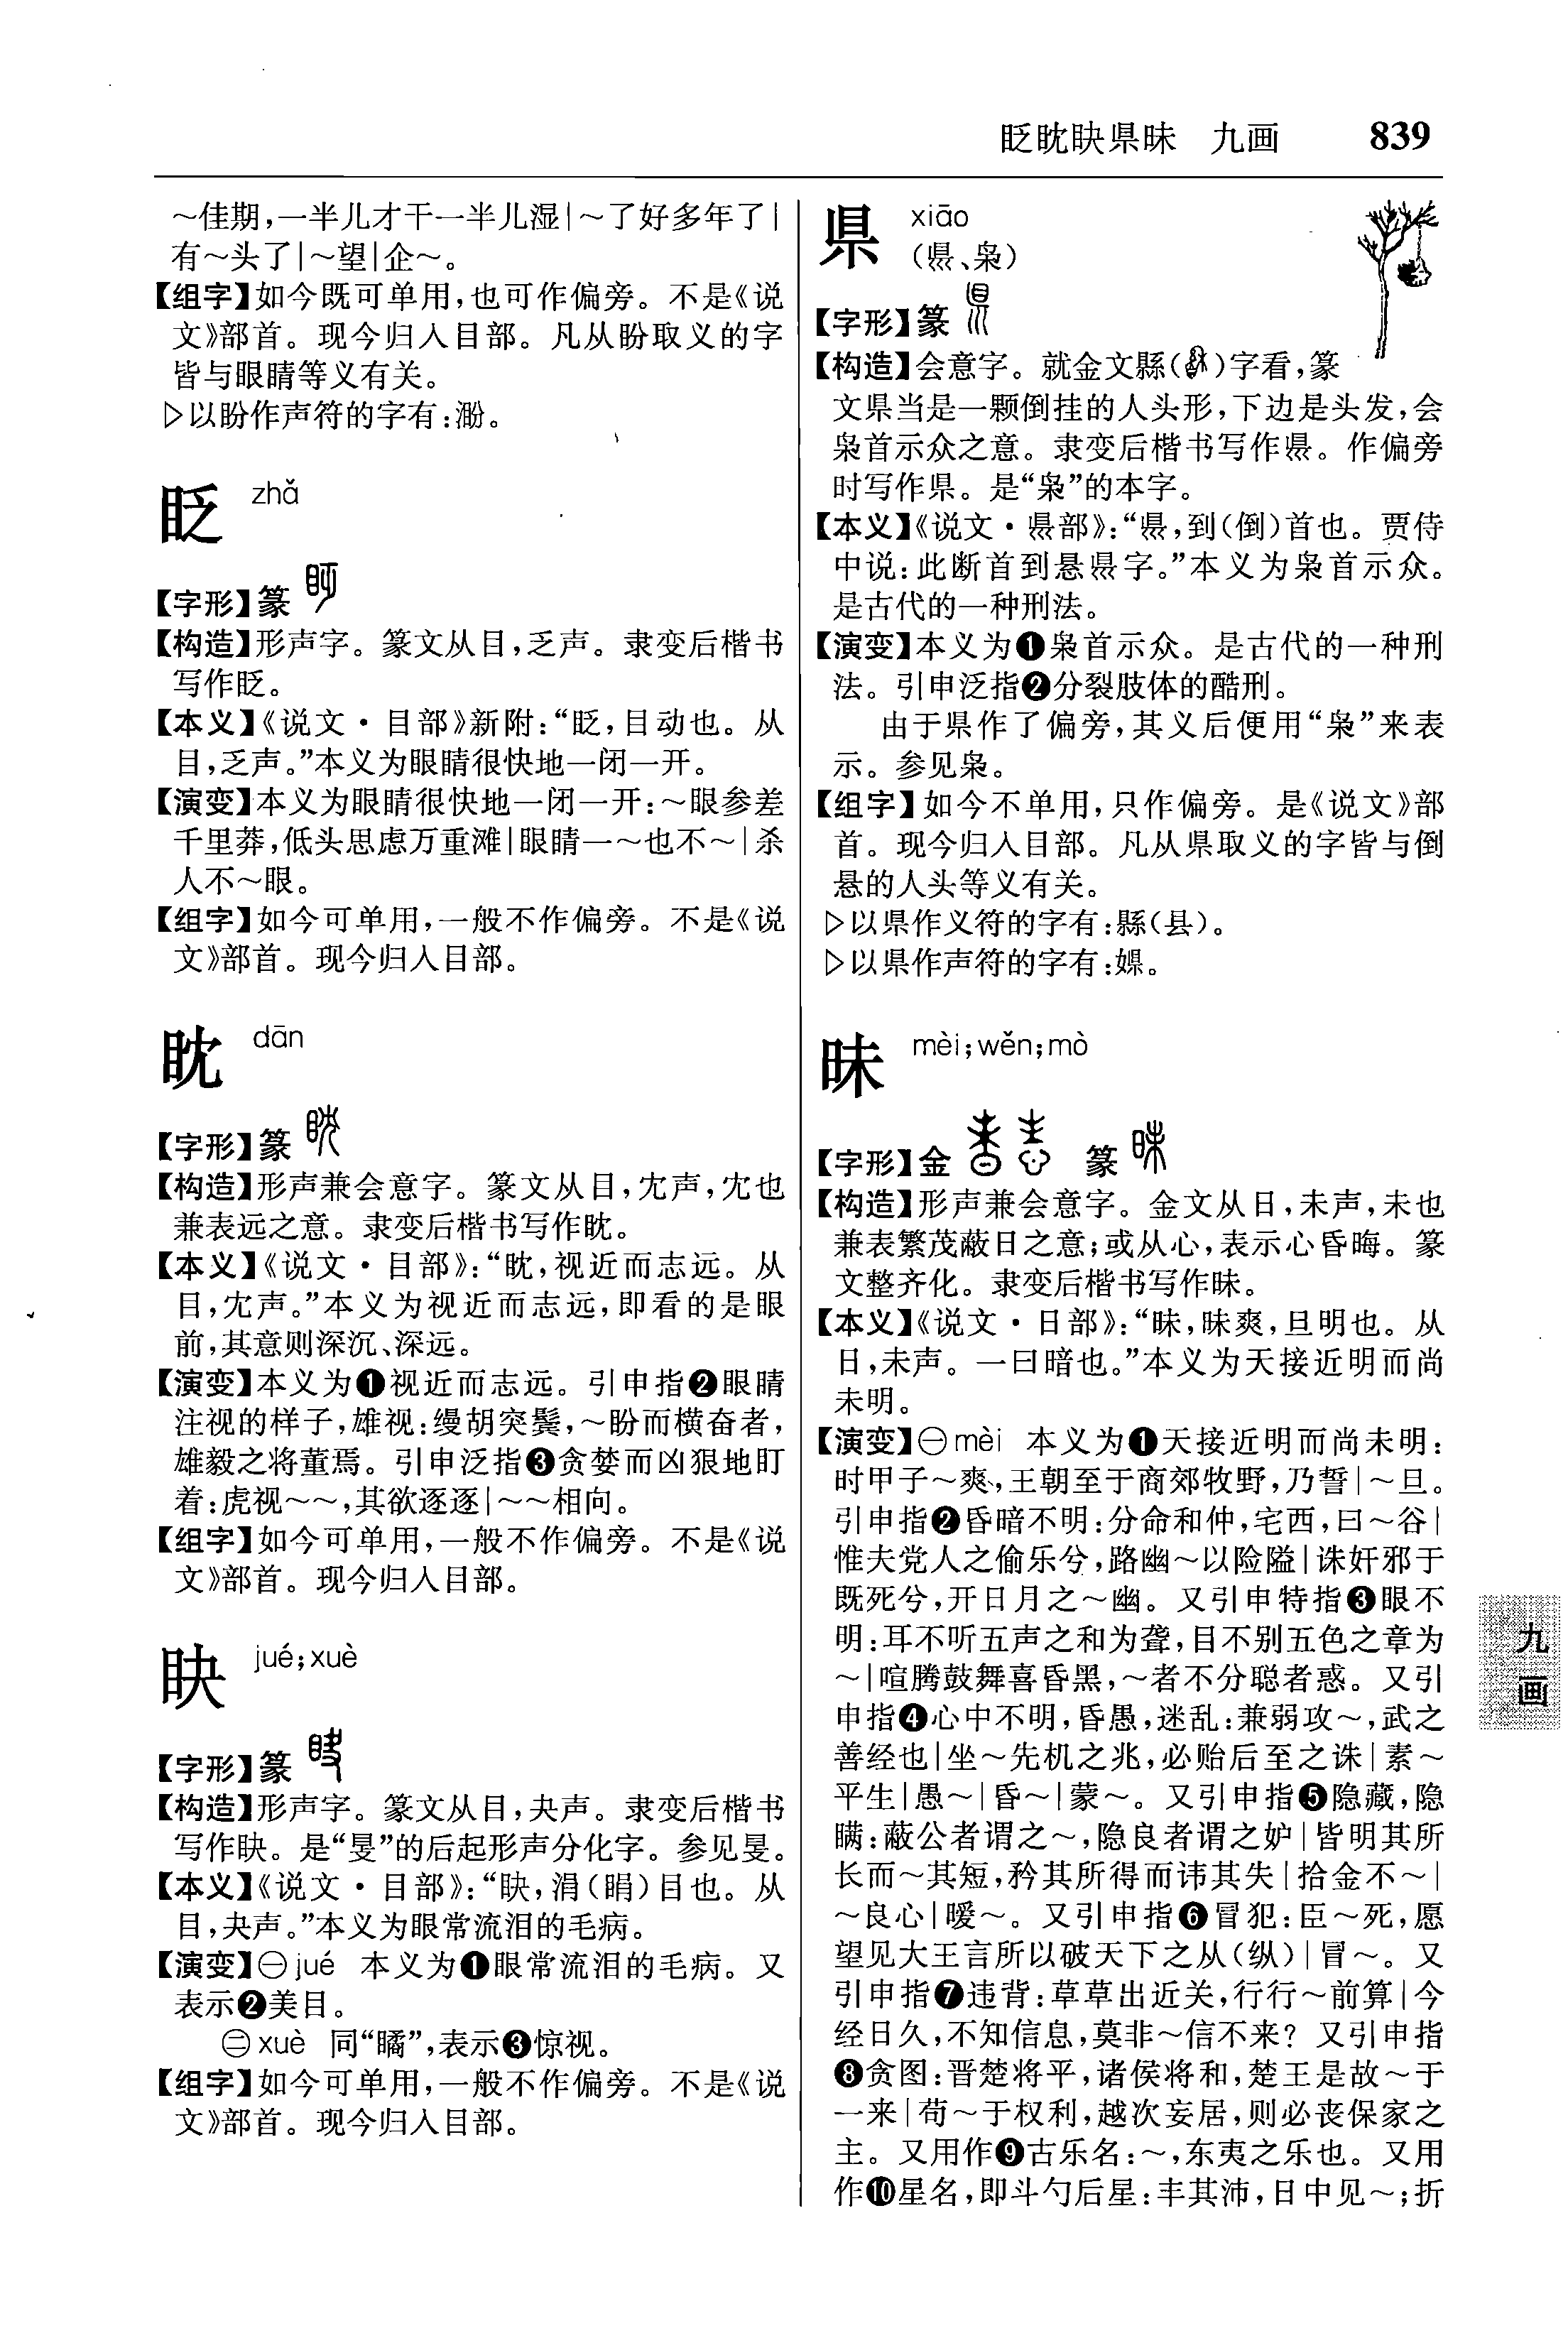 眨眈眣県昧 九画 839
～佳期，一半儿才干一半儿湿|～了好多年了|
有～头了|～望|企～。
【组字】如今既可单用，也可作偏旁。不是《说
文》部首。现今归入目部。凡从盼取义的字
皆与眼睛等义有关。
▷以盼作声符的字有：
眨 zhǎ
【字形】篆
【构造】形声字。篆文从目，乏声。隶变后楷书
写作眨。
【本义】《说文·目部》新附：“眨，目动也。从
目，乏声。”本义为眼睛很快地一闭一开。
【演变】本义为眼睛很快地一闭一开：～眼参差
千里莽，低头思虑万重滩|眼睛一～也不～|杀
人不～眼。
【组字】如今可单用，一般不作偏旁。不是《说
文》部首。现今归入目部。
眈 dān
【字形】篆
【构造】形声兼会意字。篆文从目，冘声，冘也
兼表远之意。隶变后楷书写作眈。
【本义】《说文·目部》：“眈，视近而志远。从
目，冘声。”本义为视近而志远，即看的是眼
前，其意则深沉、深远。
【演变】本义为❶视近而志远。引申指❷眼睛
注视的样子，雄视：缦胡突鬓，～盼而横奋者，
雄毅之将董焉。引申泛指❸贪婪而凶狠地盯
着：虎视～～，其欲逐逐|～～相向。
【组字】如今可单用，一般不作偏旁。不是《说
文》部首。现今归入目部。
䀗 jué；xuè
【字形】篆
【构造】形声字。篆文从目，夬声。隶变后楷书
写作䀗。是“𥄎”的后起形声分化字。参见𥄎。
【本义】《说文·目部》：“䀗，涓（睊）目也。从
目，夬声。”本义为眼常流泪的毛病。
【演变】㊀jué 本义为❶眼常流泪的毛病。又
表示❷美目。
㊁xuè 同“瞲”，表示❸惊视。
【组字】如今可单用，一般不作偏旁。不是《说
文》部首。现今归入目部。
県 xiāo
（𥄉、枭）
【字形】篆
【构造】会意字。就金文縣（）字看，篆
文県当是一颗倒挂的人头形，下边是头发，会
枭首示众之意。隶变后楷书写作𥄉。作偏旁
时写作県。是“枭”的本字。
【本义】《说文·𥄉部》：“𥄉，到（倒）首也。贾侍
中说：此断首到悬𥄉字。”本义为枭首示众。
是古代的一种刑法。
【演变】本义为❶枭首示众。是古代的一种刑
法。引申泛指❷分裂肢体的酷刑。
由于県作了偏旁，其义后便用“枭”来表
示。参见枭。
【组字】如今不单用，只作偏旁。是《说文》部
首。现今归入目部。凡从県取义的字皆与倒
悬的人头等义有关。
▷以県作义符的字有：縣（县）。
▷以県作声符的字有：
昧 mèi；wěn；mò
【字形】金 篆
【构造】形声兼会意字。金文从日，未声，未也
兼表繁茂蔽日之意；或从心，表示心昏晦。篆
文整齐化。隶变后楷书写作昧。
【本义】《说文·日部》：“昧，昧爽，旦明也。从
日，未声。一曰暗也。”本义为天接近明而尚
未明。
【演变】㊀mèi 本义为❶天接近明而尚未明：
时甲子～爽，王朝至于商郊牧野，乃誓|～旦。
引申指❷昏暗不明：分命和仲，宅西，曰～谷|
惟夫党人之偷乐兮，路幽～以险隘|诛奸邪于
既死兮，开日月之～幽。又引申特指❸眼不
明：耳不听五声之和为聋，目不别五色之章为
～|喧腾鼓舞喜昏黑，～者不分聪者惑。又引
申指❹心中不明，昏愚，迷乱：兼弱攻～，武之
善经也|坐～先机之兆，必贻后至之诛|素～
平生|愚～|昏～|蒙～。又引申指❺隐藏，隐
瞒：蔽公者谓之～，隐良者谓之妒|皆明其所
长而～其短，矜其所得而讳其失|拾金不～|
～良心|暧～。又引申指❻冒犯：臣～死，愿
望见大王言所以破天下之从（纵）|冒～。又
引申指❼违背：草草出近关，行行～前算|今
经日久，不知信息，莫非～信不来？又引申指
❽贪图：晋楚将平，诸侯将和，楚王是故～于
一来|苟～于权利，越次妄居，则必丧保家之
主。又用作❾古乐名：～，东夷之乐也。又用
作❿星名，即斗勺后星：丰其沛，日中见～；折
九
画